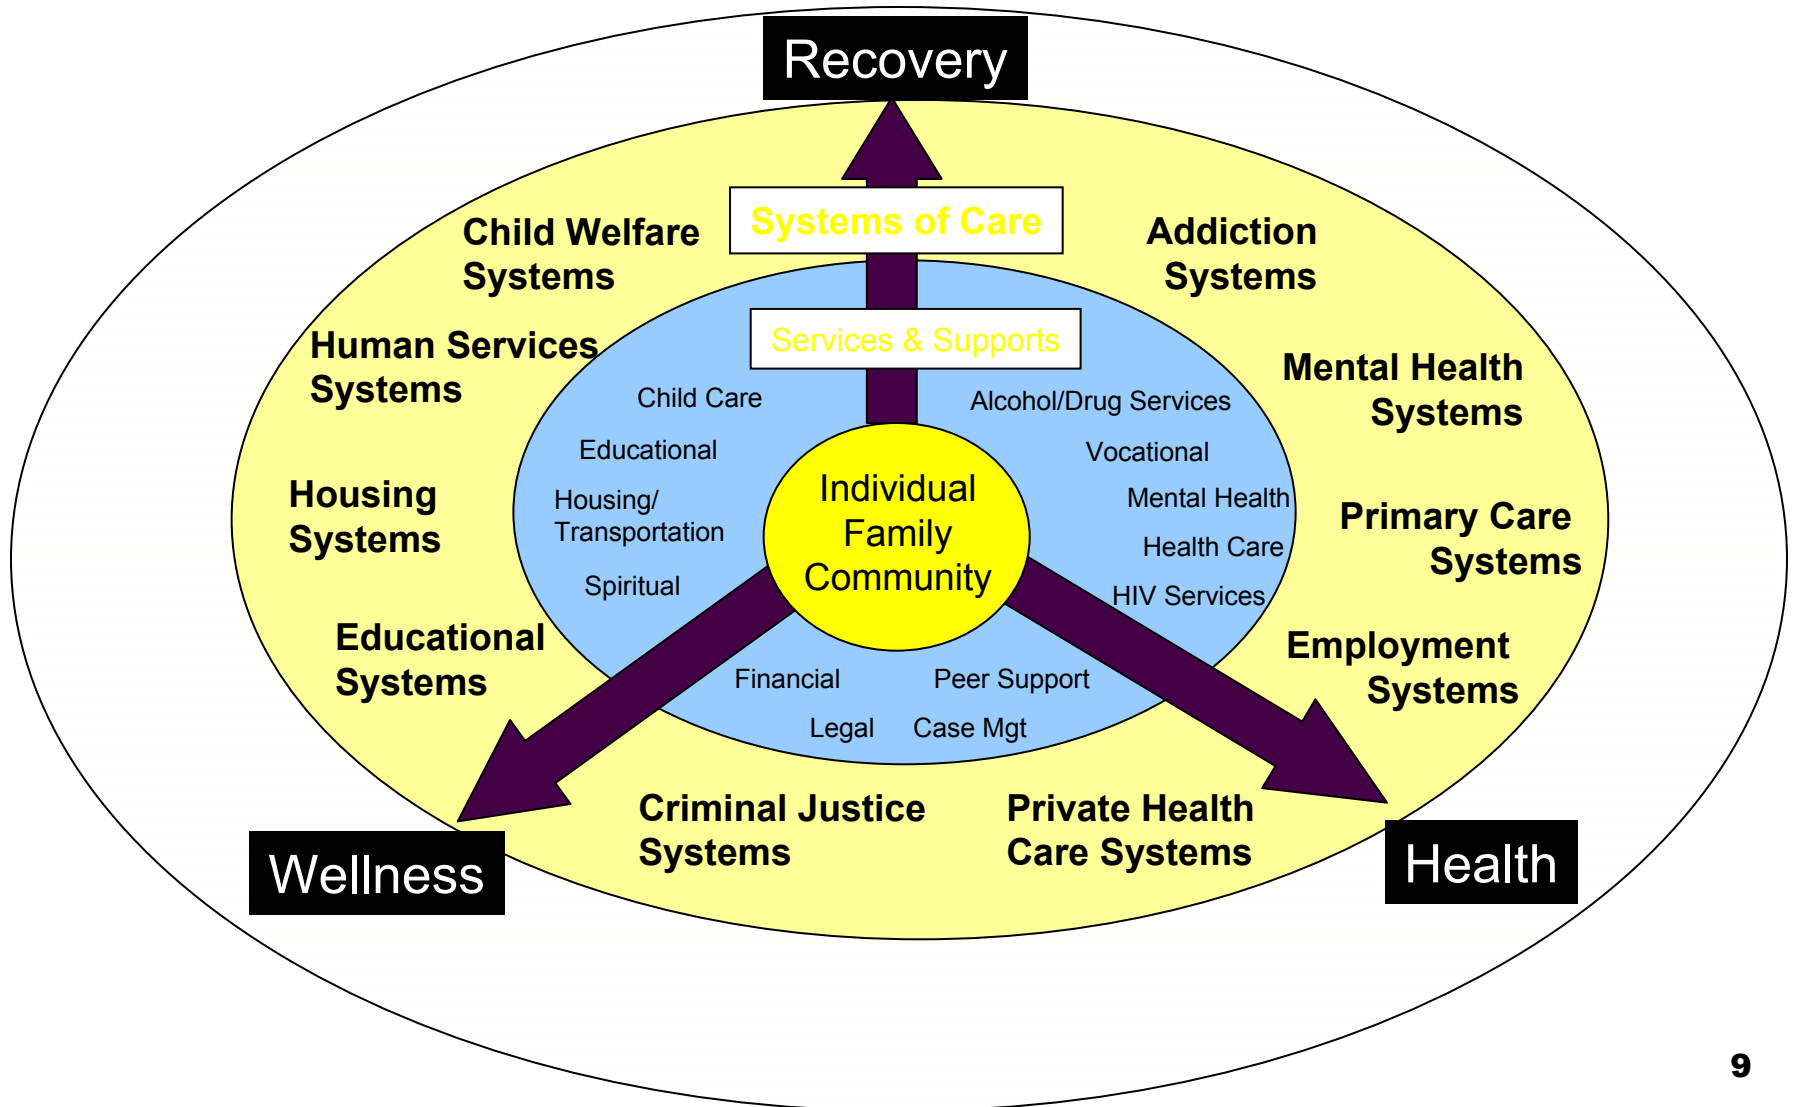 Recovery
Systems of Care
Child Welfare
Systems
Addiction
Systems
Services & Supports
Human Services
Systems
Mental Health
Systems
Child Care
Alcohol/Drug Services
Educational
Vocational
Housing
Systems
Housing/
Transportation
Individual
Family
Community
Mental Health
Health Care
Primary Care
Systems
Spiritual
HIV Services
Educational
Systems
Employment
Systems
Financial
Peer Support
Legal
Case Mgt
Criminal Justice
Systems
Private Health
Care Systems
Wellness
Health
9